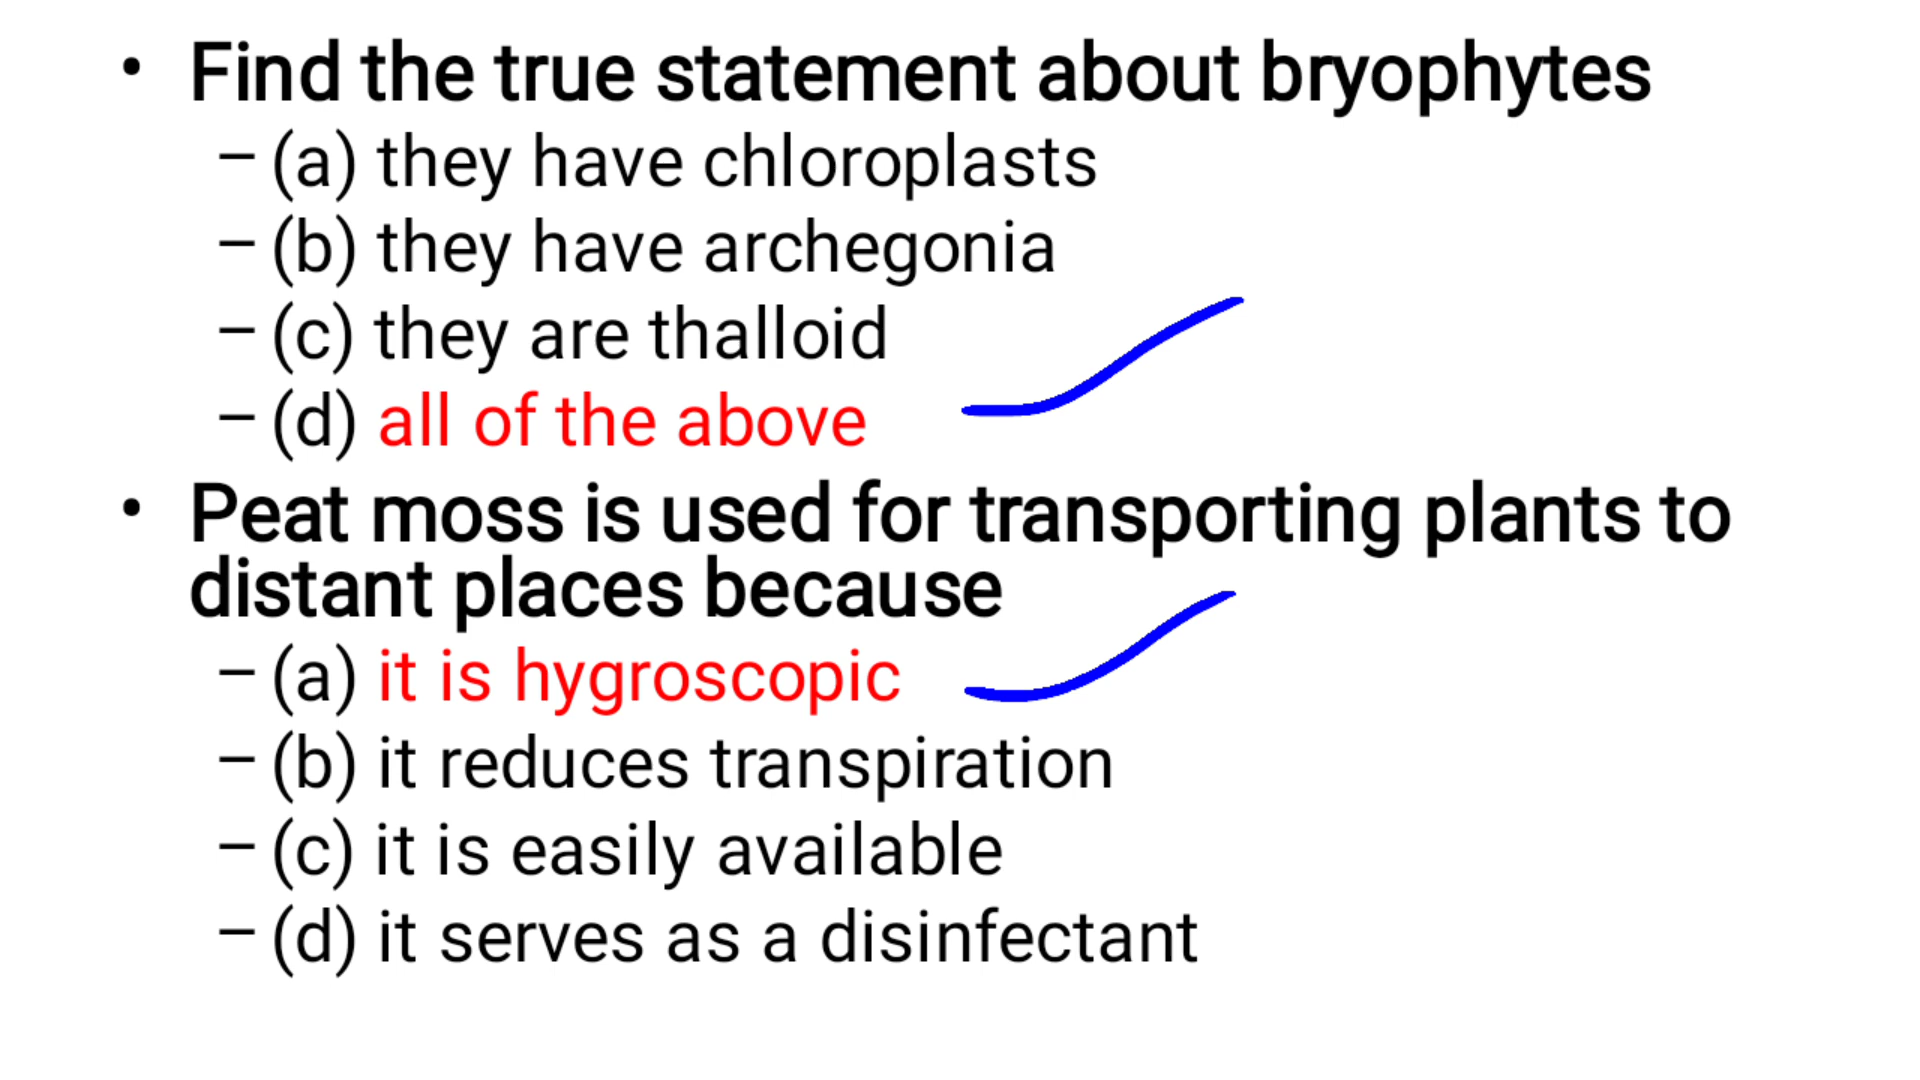 • Find the true statement about bryophytes
– (a) they have chloroplasts
– (b) they have archegonia
– (c) they are thalloid
– (d) all of the above
• Peat moss is used for transporting plants to
distant places because
– (a) it is hygroscopic
– (b) it reduces transpiration
– (c) it is easily available
– (d) it serves as a disinfectant